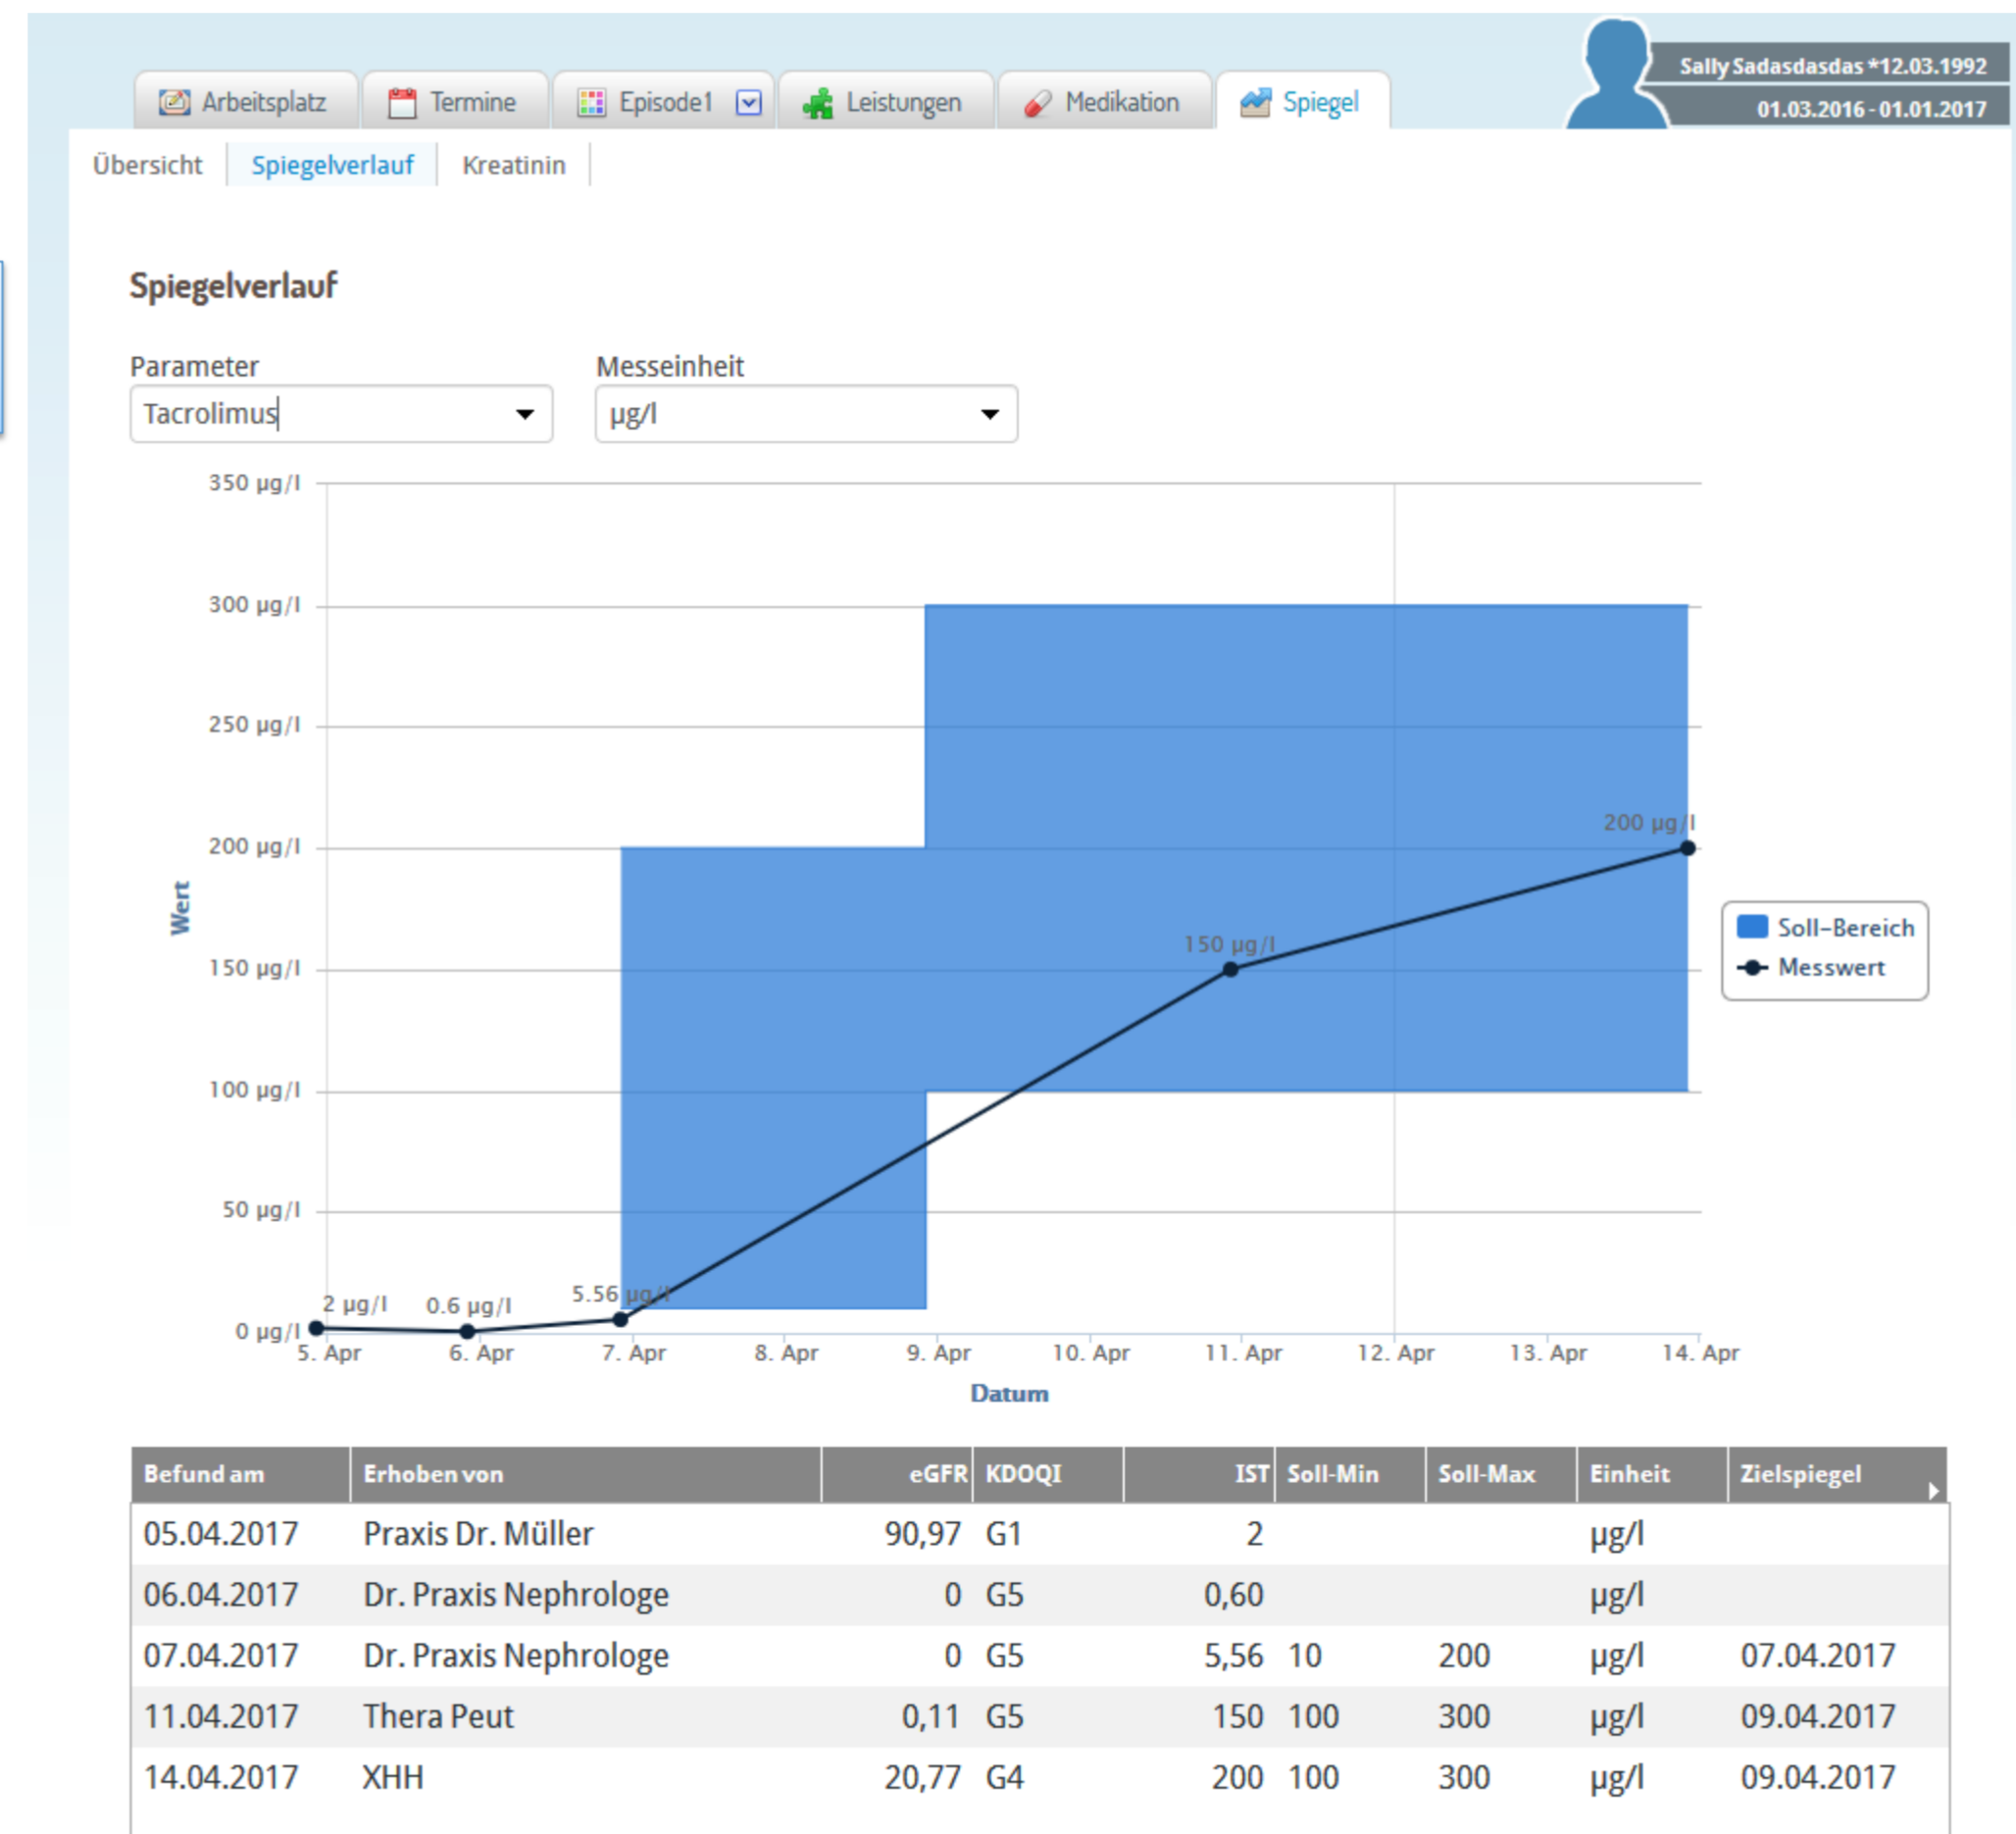 Sally Sadasdasdas *12.03.1992
01.03.2016 - 01.01.2017
Arbeitsplatz Termine Episode1 Leistungen Medikation Spiegel
Übersicht Spiegelverlauf Kreatinin
Spiegelverlauf
Parameter Messeinheit
Tacrolimus µg/l
350 µg/l
300 µg/l
250 µg/l
200 µg/l
150 µg/l
100 µg/l
50 µg/l
0 µg/l
Wert
2 µg/l 0.6 µg/l 5.56 µg/l 150 µg/l 200 µg/l
Soll-Bereich
Messwert
5. Apr 6. Apr 7. Apr 8. Apr 9. Apr 10. Apr 11. Apr 12. Apr 13. Apr 14. Apr
Datum
Befund am Erhoben von eGFR KDOQI IST Soll-Min Soll-Max Einheit Zielspiegel
05.04.2017 Praxis Dr. Müller 90,97 G1 2 µg/l
06.04.2017 Dr. Praxis Nephrologe 0 G5 0,60 µg/l
07.04.2017 Dr. Praxis Nephrologe 0 G5 5,56 10 200 µg/l 07.04.2017
11.04.2017 Thera Peut 0,11 G5 150 100 300 µg/l 09.04.2017
14.04.2017 XHH 20,77 G4 200 100 300 µg/l 09.04.2017